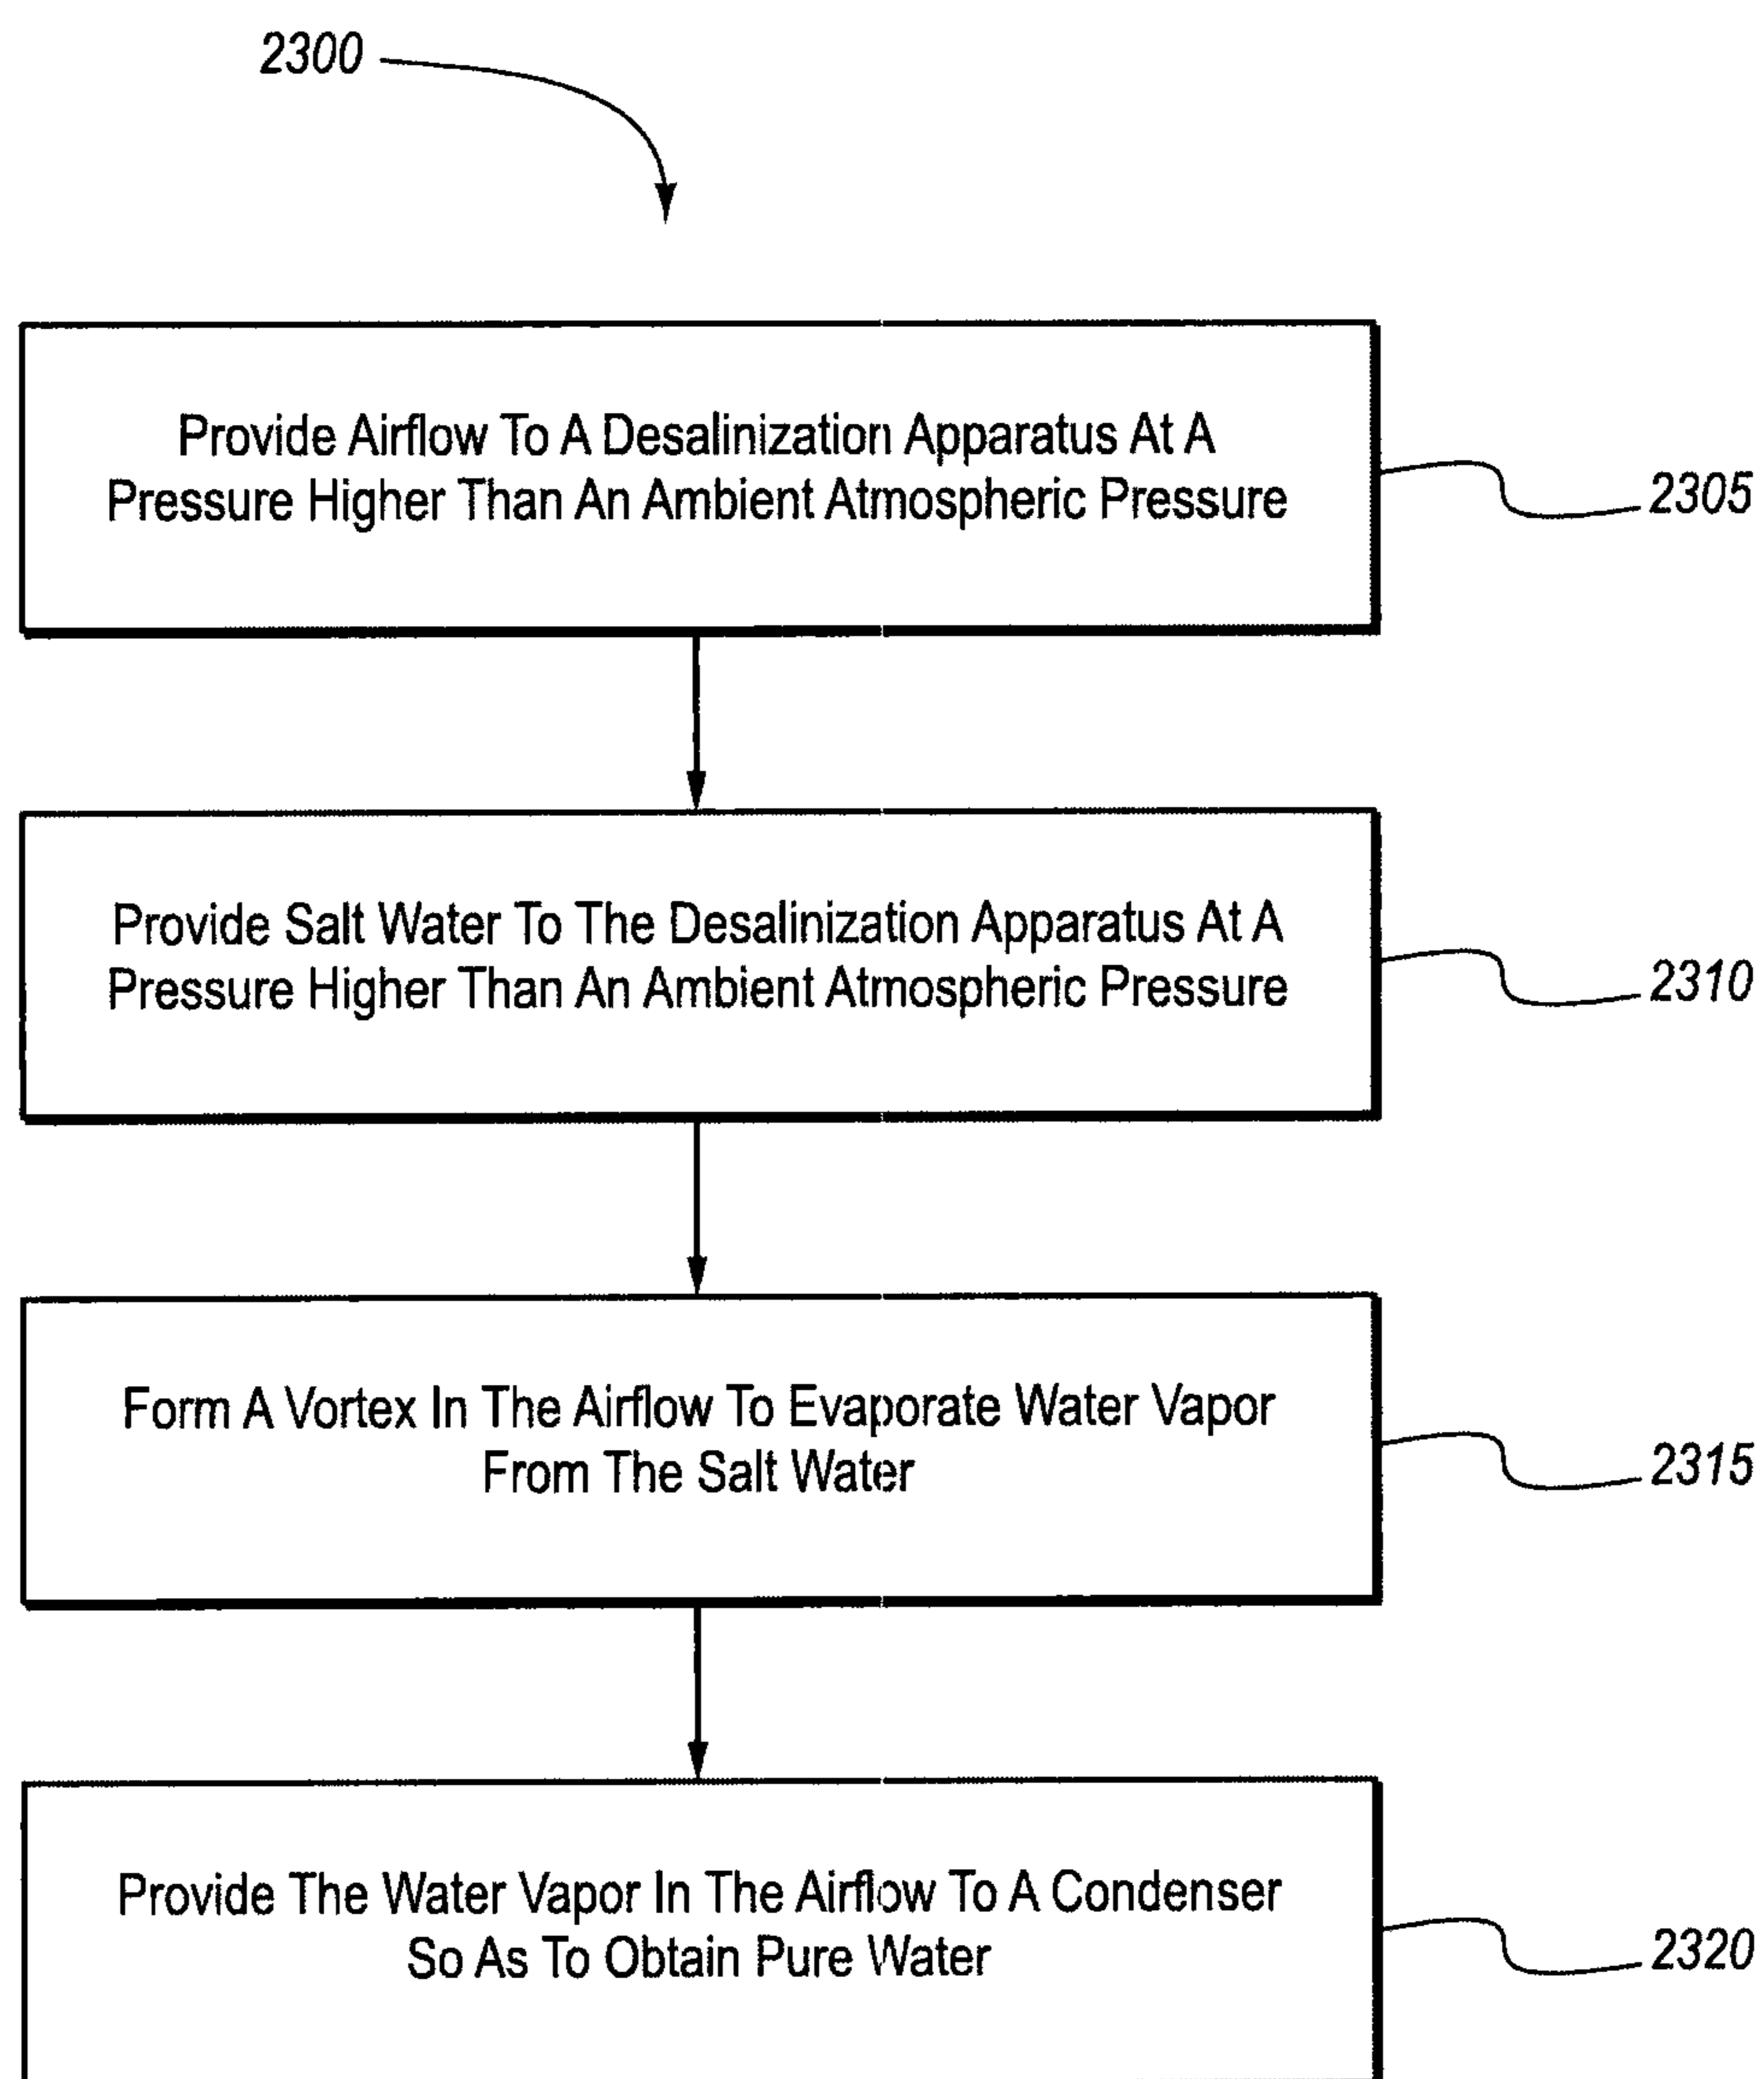 2300
Provide Airflow To A Desalinization Apparatus At A
Pressure Higher Than An Ambient Atmospheric Pressure
2305
Provide Salt Water To The Desalinization Apparatus At A
Pressure Higher Than An Ambient Atmospheric Pressure
2310
Form A Vortex In The Airflow To Evaporate Water Vapor
From The Salt Water
2315
Provide The Water Vapor In The Airflow To A Condenser
So As To Obtain Pure Water
2320